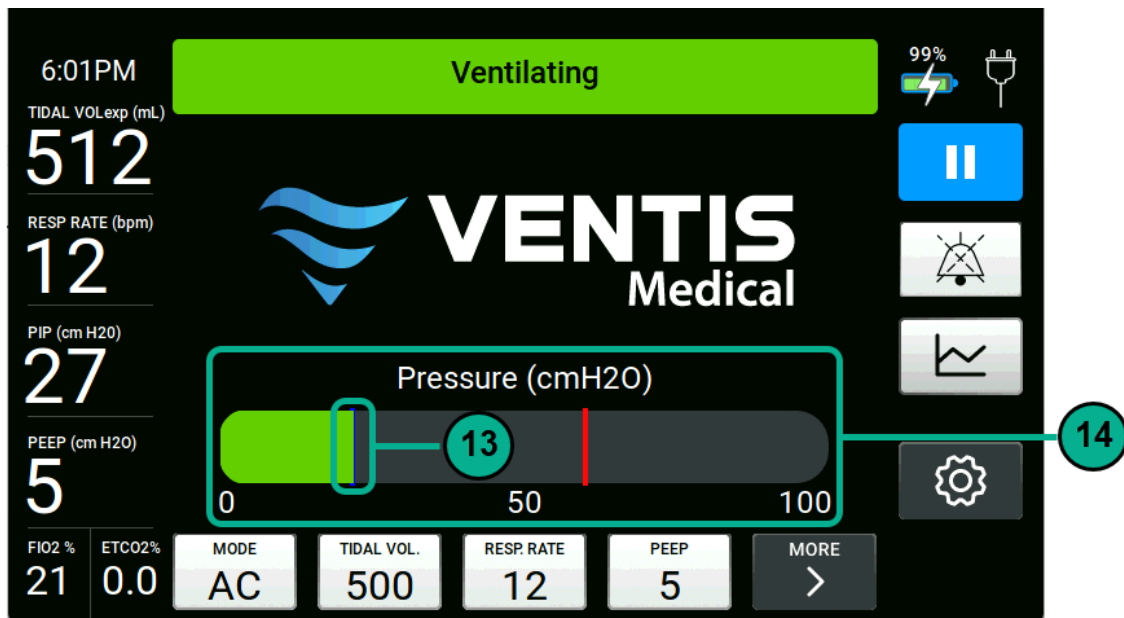 6:01PM
Ventilating
99%
TIDAL VOLexp (mL)
512
RESP RATE (bpm)
12
PIP (cm H20)
27
PEEP (cm H2O)
5
FIO2 %
21
ETCO2%
0.0
VENTIS
Medical
Pressure (cmH2O)
13
14
0 50 100
MODE
AC
TIDAL VOL.
500
RESP. RATE
12
PEEP
5
MORE